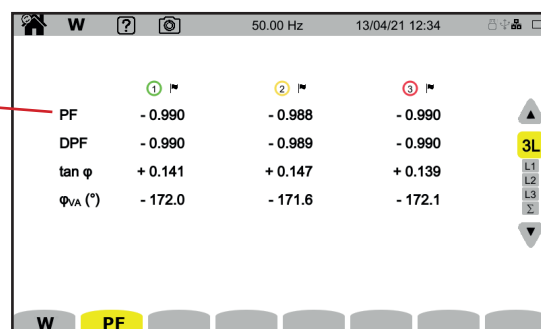 W ? 50.00 Hz 13/04/21 12:34
1 2 3
PF - 0.990 - 0.988 - 0.990
DPF - 0.990 - 0.989 - 0.990
tan φ + 0.141 + 0.147 + 0.139
φVA (°) - 172.0 - 171.6 - 172.1
3L
L1
L2
L3
Σ
W PF